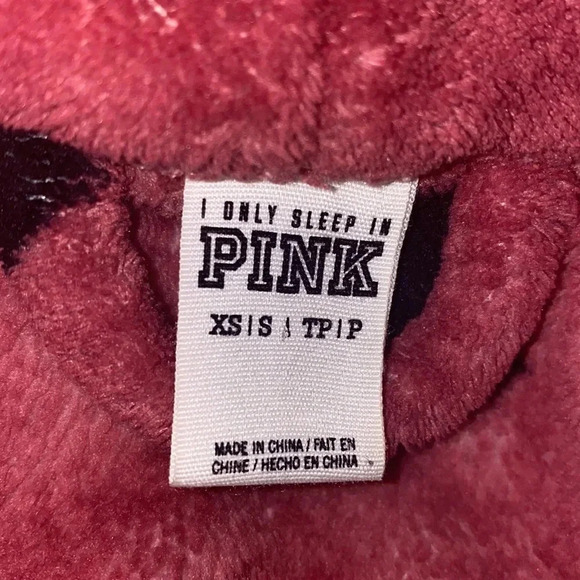 I ONLY SLEEP IN
PINK
XS|S | TP|P
MADE IN CHINA / FAIT EN
CHINE / HECHO EN CHINA